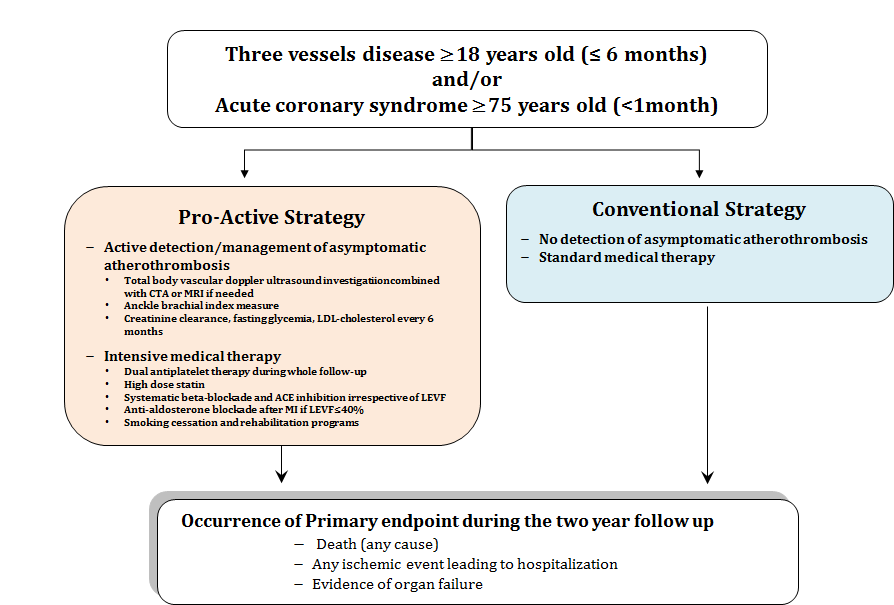 Three vessels disease ≥18 years old (≤ 6 months)
and/or
Acute coronary syndrome ≥75 years old (<1month)
Pro-Active Strategy
– Active detection/management of asymptomatic
atherothrombosis
• Total body vascular doppler ultrasound investigatiioncombined
with CTA or MRI if needed
• Anckle brachial index measure
• Creatinine clearance, fasting glycemia, LDL-cholesterol every 6
months
– Intensive medical therapy
• Dual antiplatelet therapy during whole follow-up
• High dose statin
• Systematic beta-blockade and ACE inhibition irrespective of LEVF
• Anti-aldosterone blockade after MI if LEVF≤40%
• Smoking cessation and rehabilitation programs
Conventional Strategy
– No detection of asymptomatic atherothrombosis
– Standard medical therapy
Occurrence of Primary endpoint during the two year follow up
– Death (any cause)
– Any ischemic event leading to hospitalization
– Evidence of organ failure